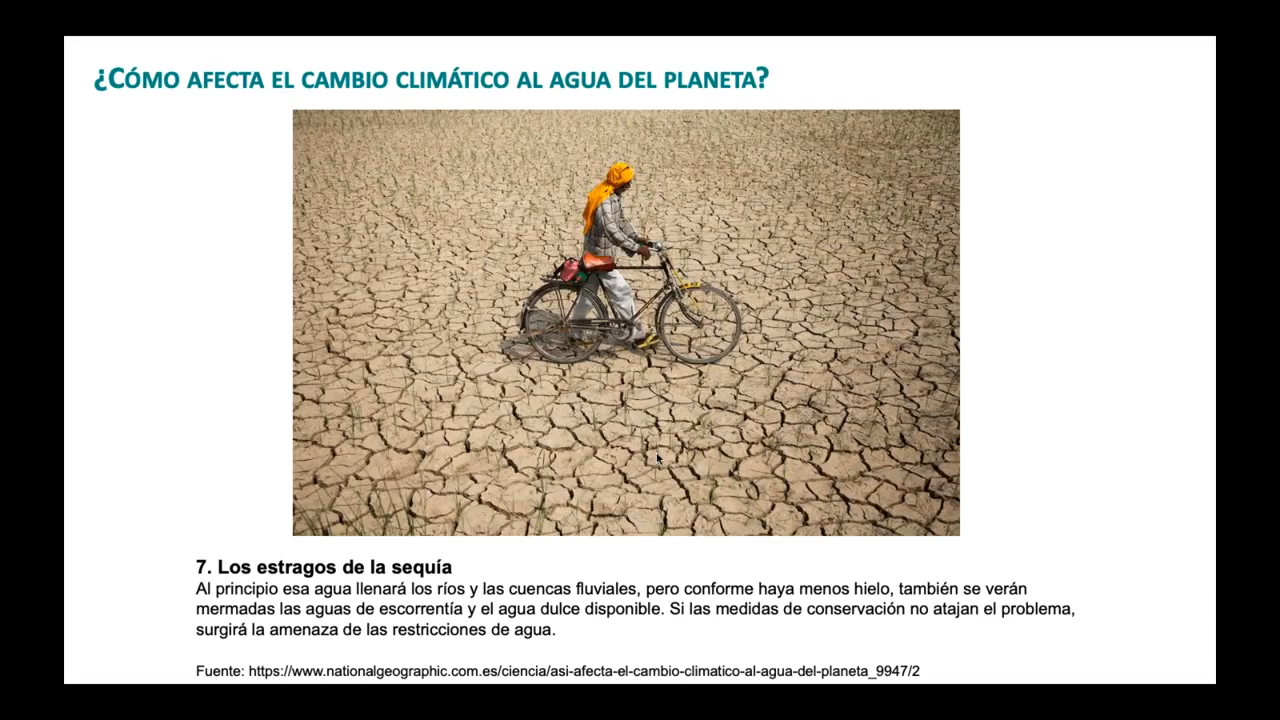 ¿CÓMO AFECTA EL CAMBIO CLIMÁTICO AL AGUA DEL PLANETA?
7. Los estragos de la sequía
Al principio esa agua llenará los ríos y las cuencas fluviales, pero conforme haya menos hielo, también se verán
mermadas las aguas de escorrentía y el agua dulce disponible. Si las medidas de conservación no atajan el problema,
surgirá la amenaza de las restricciones de agua.
Fuente: https://www.nationalgeographic.com.es/ciencia/asi-afecta-el-cambio-climatico-al-agua-del-planeta_9947/2